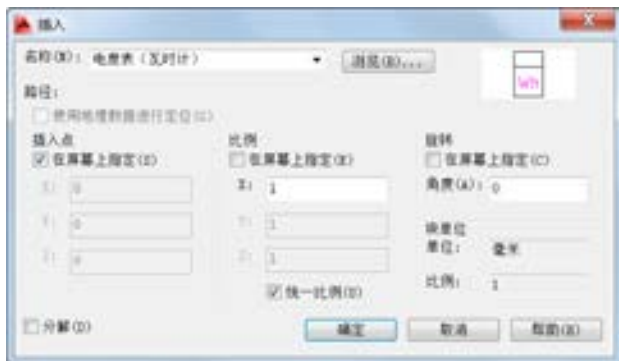 插入
名称(N): 电度表（瓦时计） 浏览(B)...
Wh
路径:
使用地理数据进行定位(G)
插入点 比例 旋转
在屏幕上指定(S) 在屏幕上指定(E) 在屏幕上指定(C)
X: 0 X: 1 角度(A): 0
Y: 0 Y: 1 块单位
Z: 0 Z: 1 单位: 毫米
统一比例(U) 比例: 1
分解(D) 确定 取消 帮助(H)